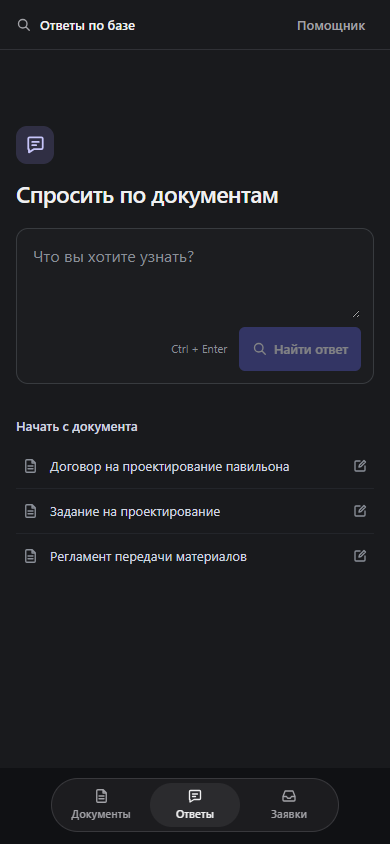 Ответы по базе
Помощник
Спросить по документам
Что вы хотите узнать?
Ctrl + Enter
Найти ответ
Начать с документа
Договор на проектирование павильона
Задание на проектирование
Регламент передачи материалов
Документы
Ответы
Заявки